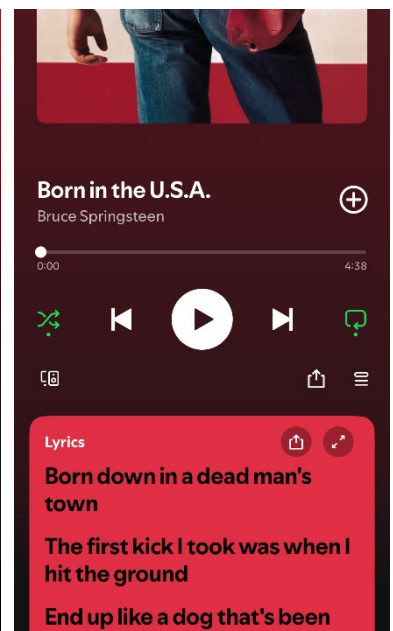 Born in the U.S.A.
Bruce Springsteen
0:00
4:38
Lyrics
Born down in a dead man's
town
The first kick I took was when I
hit the ground
End up like a dog that's been